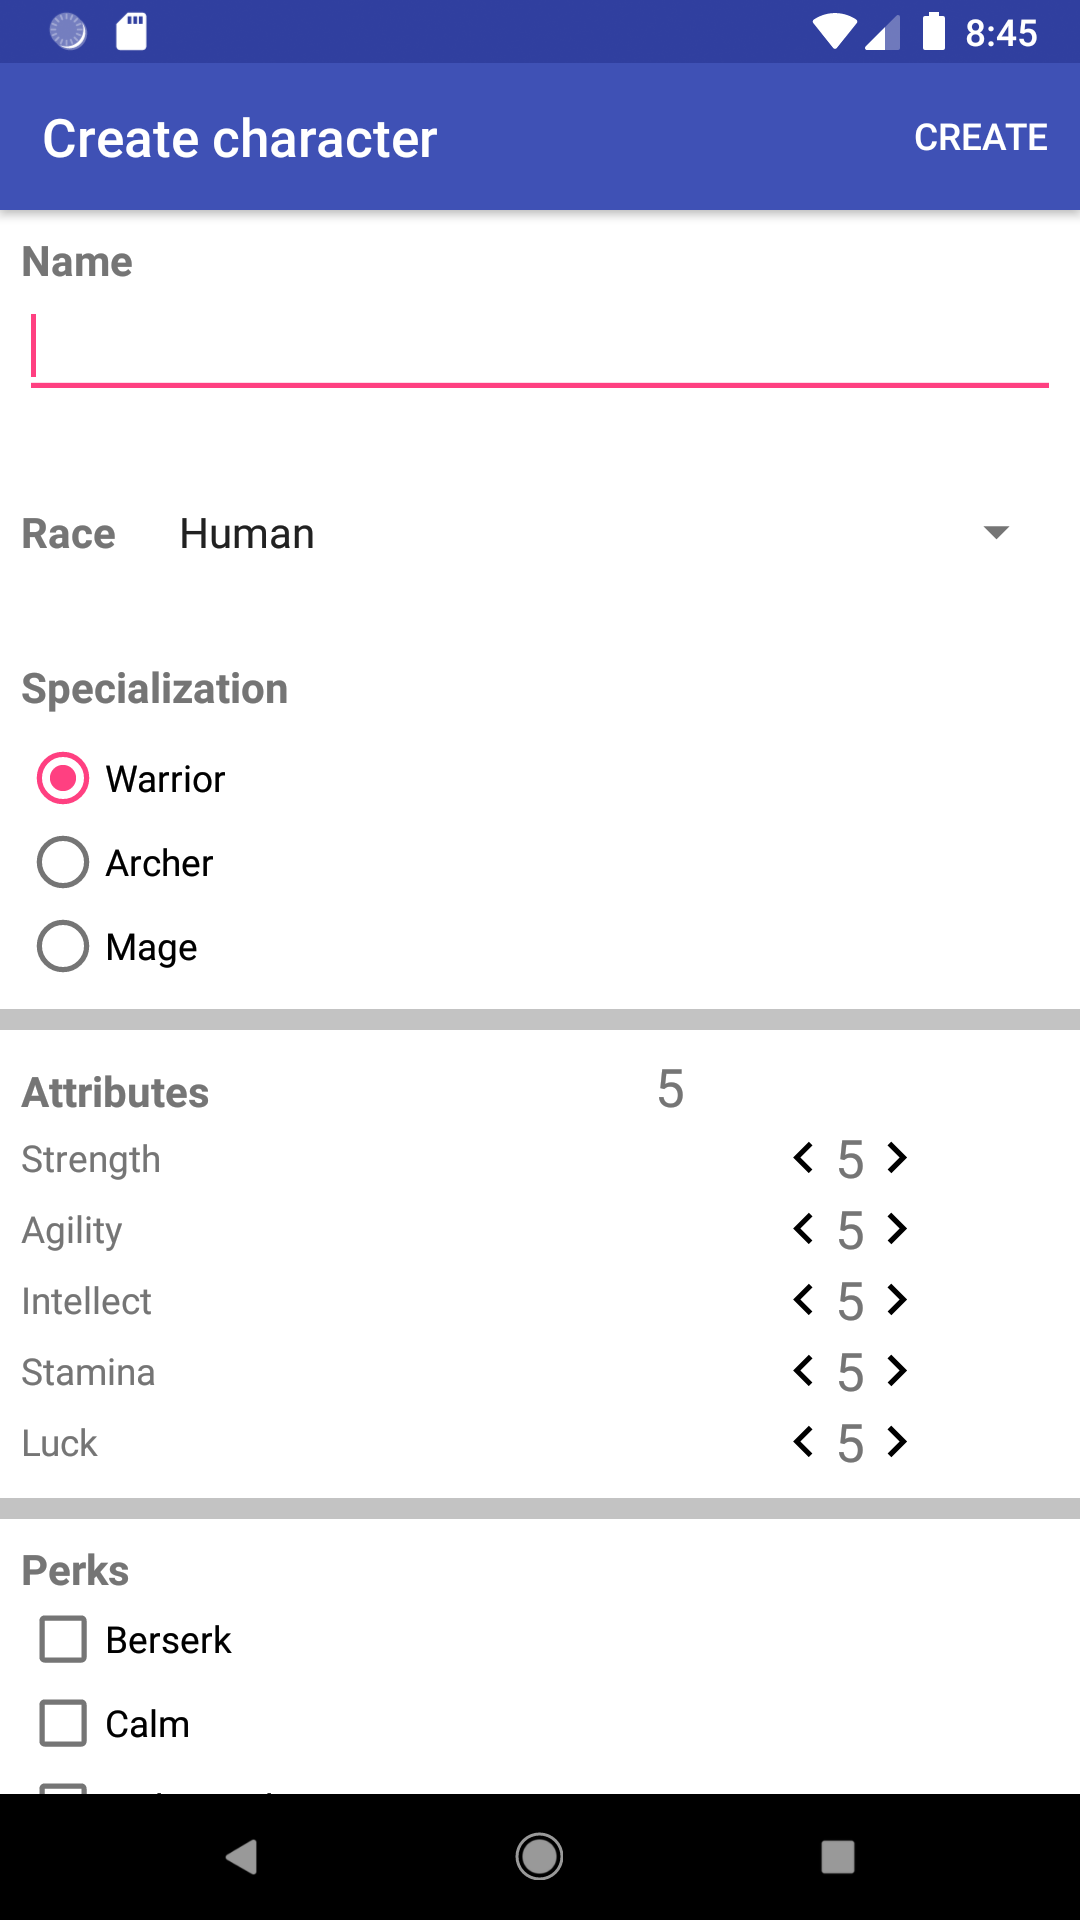 8:45
Create character CREATE
Name
Race Human
Specialization
Warrior
Archer
Mage
Attributes 5
Strength < 5 >
Agility < 5 >
Intellect < 5 >
Stamina < 5 >
Luck < 5 >
Perks
Berserk
Calm